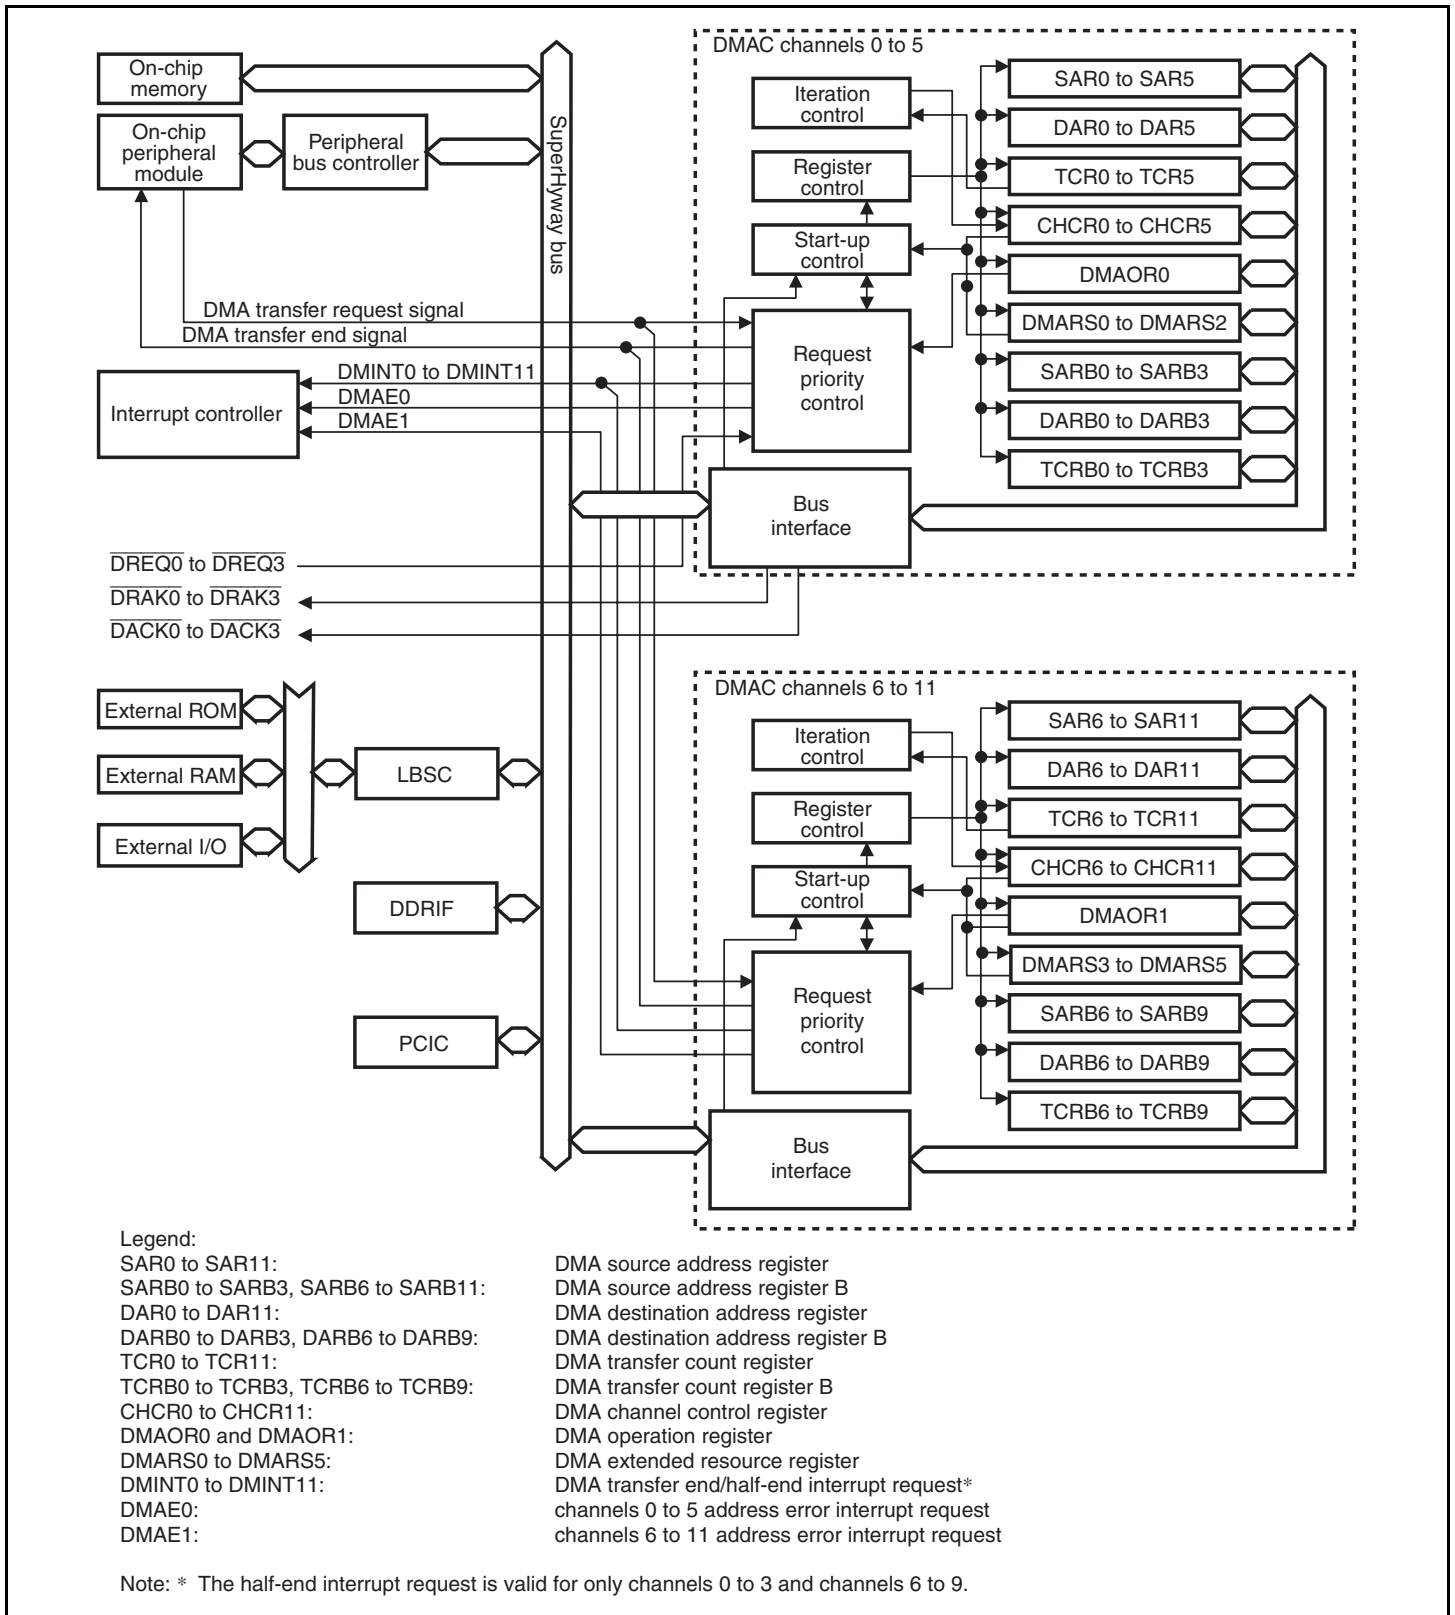 DMAC channels 0 to 5
On-chip
memory
On-chip
peripheral
module
Peripheral
bus controller
SuperHyway bus
Iteration
control
Register
control
Start-up
control
Request
priority
control
Bus
interface
SAR0 to SAR5
DAR0 to DAR5
TCR0 to TCR5
CHCR0 to CHCR5
DMAOR0
DMARS0 to DMARS2
SARB0 to SARB3
DARB0 to DARB3
TCRB0 to TCRB3
DMA transfer request signal
DMA transfer end signal
DMINT0 to DMINT11
DMAE0
DMAE1
Interrupt controller
DREQ0 to DREQ3
DRAK0 to DRAK3
DACK0 to DACK3
External ROM
External RAM
External I/O
LBSC
DDRIF
PCIC
DMAC channels 6 to 11
Iteration
control
Register
control
Start-up
control
Request
priority
control
Bus
interface
SAR6 to SAR11
DAR6 to DAR11
TCR6 to TCR11
CHCR6 to CHCR11
DMAOR1
DMARS3 to DMARS5
SARB6 to SARB9
DARB6 to DARB9
TCRB6 to TCRB9
Legend:
SAR0 to SAR11: DMA source address register
SARB0 to SARB3, SARB6 to SARB11: DMA source address register B
DAR0 to DAR11: DMA destination address register
DARB0 to DARB3, DARB6 to DARB9: DMA destination address register B
TCR0 to TCR11: DMA transfer count register
TCRB0 to TCRB3, TCRB6 to TCRB9: DMA transfer count register B
CHCR0 to CHCR11: DMA channel control register
DMAOR0 and DMAOR1: DMA operation register
DMARS0 to DMARS5: DMA extended resource register
DMINT0 to DMINT11: DMA transfer end/half-end interrupt request*
DMAE0: channels 0 to 5 address error interrupt request
DMAE1: channels 6 to 11 address error interrupt request
Note: * The half-end interrupt request is valid for only channels 0 to 3 and channels 6 to 9.